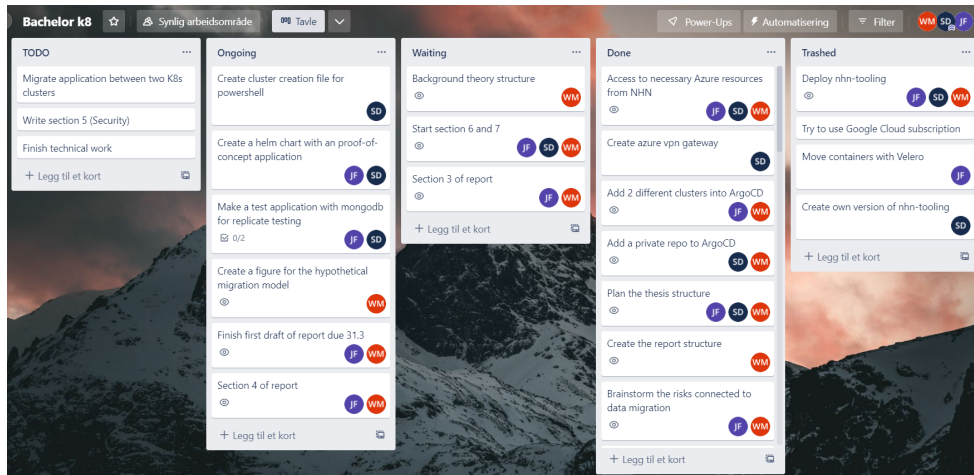 Bachelor k8
Synlig arbeidsområde
Tavle
Power-Ups
Automatisering
Filter
WM SD JF
TODO
Migrate application between two K8s
clusters
Write section 5 (Security)
Finish technical work
+ Legg til et kort
Ongoing
Create cluster creation file for
powershell
SD
Create a helm chart with an proof-of-
concept application
JF SD
Make a test application with mongodb
for replicate testing
0/2
JF SD
Create a figure for the hypothetical
migration model
WM
Finish first draft of report due 31.3
JF WM
Section 4 of report
JF WM
+ Legg til et kort
Waiting
Background theory structure
WM
Start section 6 and 7
JF SD WM
Section 3 of report
JF WM
+ Legg til et kort
Done
Access to necessary Azure resources
from NHN
JF SD WM
Create azure vpn gateway
SD
Add 2 different clusters into ArgoCD
JF WM
Add a private repo to ArgoCD
SD WM
Plan the thesis structure
JF SD WM
Create the report structure
WM
Brainstorm the risks connected to
data migration
JF WM
+ Legg til et kort
Trashed
Deploy nhn-tooling
JF SD WM
Try to use Google Cloud subscription
Move containers with Velero
JF
Create own version of nhn-tooling
SD
+ Legg til et kort